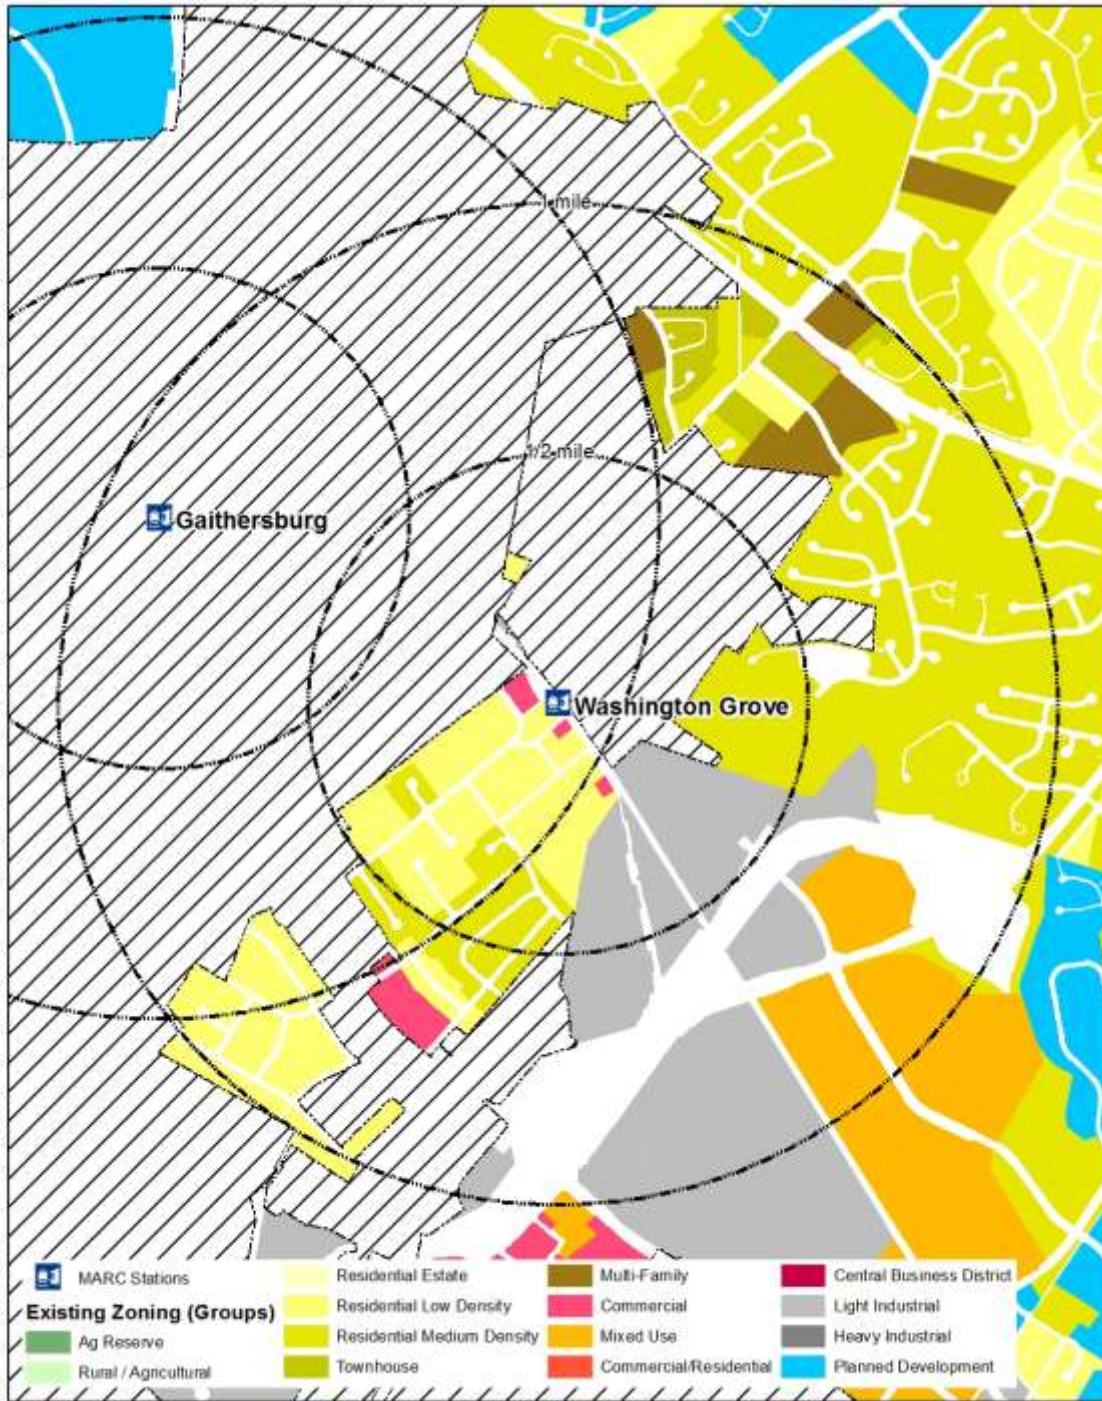 1 mile
1/2 mile
Gaithersburg
Washington Grove
MARC Stations
Existing Zoning (Groups)
Ag Reserve
Rural / Agricultural
Residential Estate
Residential Low Density
Residential Medium Density
Townhouse
Multi-Family
Commercial
Mixed Use
Commercial/Residential
Central Business District
Light Industrial
Heavy Industrial
Planned Development